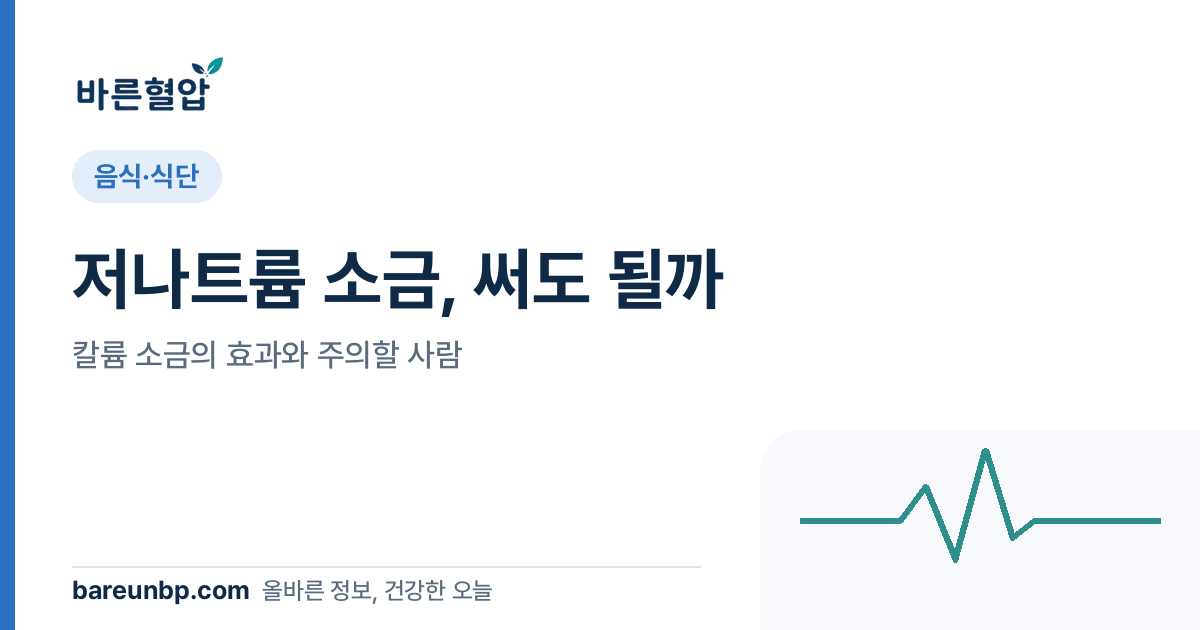 바른혈압
음식·식단
저나트륨 소금, 써도 될까
칼륨 소금의 효과와 주의할 사람
bareunbp.com 올바른 정보, 건강한 오늘